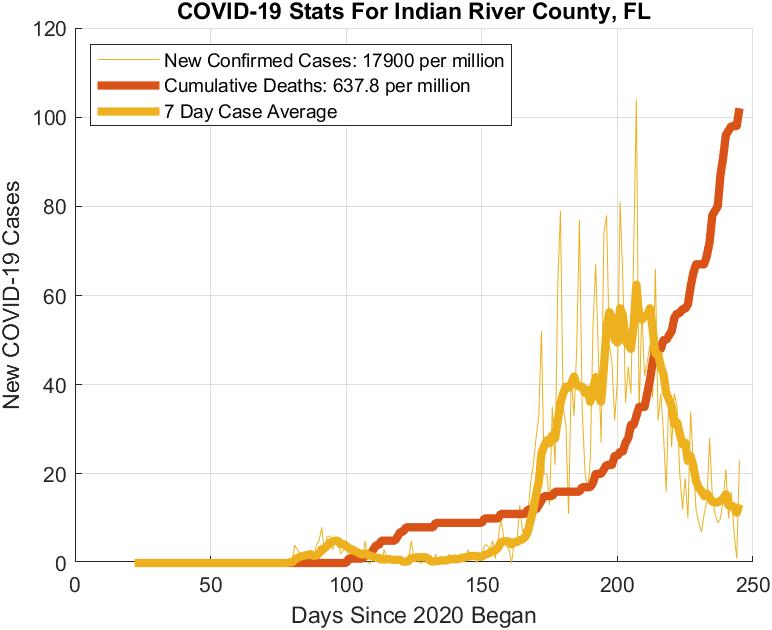 COVID-19 Stats For Indian River County, FL
120
100
80
60
40
20
0
New COVID-19 Cases
New Confirmed Cases: 17900 per million
Cumulative Deaths: 637.8 per million
7 Day Case Average
0 50 100 150 200 250
Days Since 2020 Began